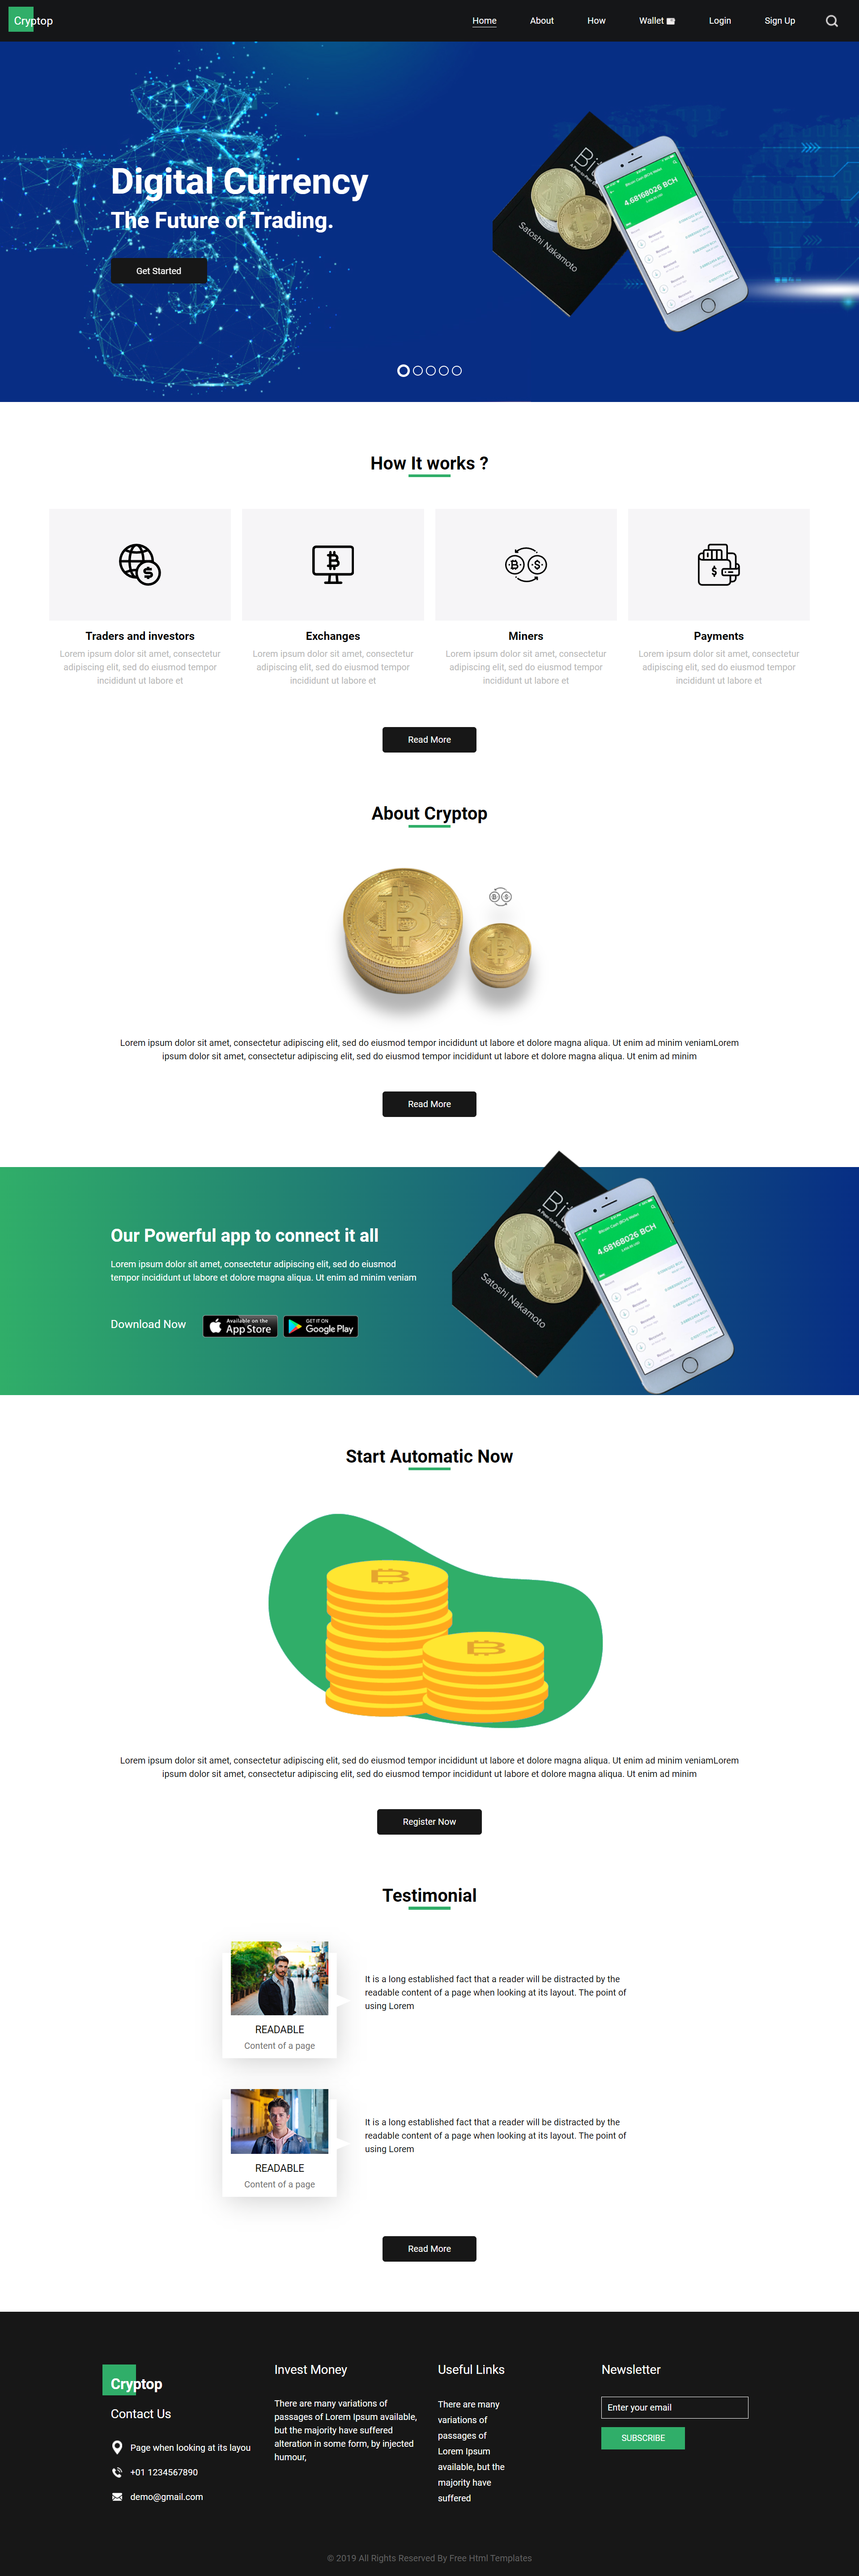 Cryptop
Home About How Wallet Login Sign Up
Digital Currency
The Future of Trading.
Get Started
Satoshi Nakamoto
4.68168026 BCH
How It works ?
Traders and investors
Lorem ipsum dolor sit amet, consectetur
adipiscing elit, sed do eiusmod tempor
incididunt ut labore et
Exchanges
Lorem ipsum dolor sit amet, consectetur
adipiscing elit, sed do eiusmod tempor
incididunt ut labore et
Miners
Lorem ipsum dolor sit amet, consectetur
adipiscing elit, sed do eiusmod tempor
incididunt ut labore et
Payments
Lorem ipsum dolor sit amet, consectetur
adipiscing elit, sed do eiusmod tempor
incididunt ut labore et
Read More
About Cryptop
Lorem ipsum dolor sit amet, consectetur adipiscing elit, sed do eiusmod tempor incididunt ut labore et dolore magna aliqua. Ut enim ad minim veniamLorem
ipsum dolor sit amet, consectetur adipiscing elit, sed do eiusmod tempor incididunt ut labore et dolore magna aliqua. Ut enim ad minim
Read More
Our Powerful app to connect it all
Lorem ipsum dolor sit amet, consectetur adipiscing elit, sed do eiusmod
tempor incididunt ut labore et dolore magna aliqua. Ut enim ad minim veniam
Download Now
Available on the
App Store
GET IT ON
Google Play
Satoshi Nakamoto
4.68168026 BCH
Start Automatic Now
Lorem ipsum dolor sit amet, consectetur adipiscing elit, sed do eiusmod tempor incididunt ut labore et dolore magna aliqua. Ut enim ad minim veniamLorem
ipsum dolor sit amet, consectetur adipiscing elit, sed do eiusmod tempor incididunt ut labore et dolore magna aliqua. Ut enim ad minim
Register Now
Testimonial
READABLE
Content of a page
It is a long established fact that a reader will be distracted by the
readable content of a page when looking at its layout. The point of
using Lorem
READABLE
Content of a page
It is a long established fact that a reader will be distracted by the
readable content of a page when looking at its layout. The point of
using Lorem
Read More
Cryptop
Contact Us
Page when looking at its layou
+01 1234567890
demo@gmail.com
Invest Money
There are many variations of
passages of Lorem Ipsum available,
but the majority have suffered
alteration in some form, by injected
humour,
Useful Links
There are many
variations of
passages of
Lorem Ipsum
available, but the
majority have
suffered
Newsletter
Enter your email
SUBSCRIBE
© 2019 All Rights Reserved By Free Html Templates